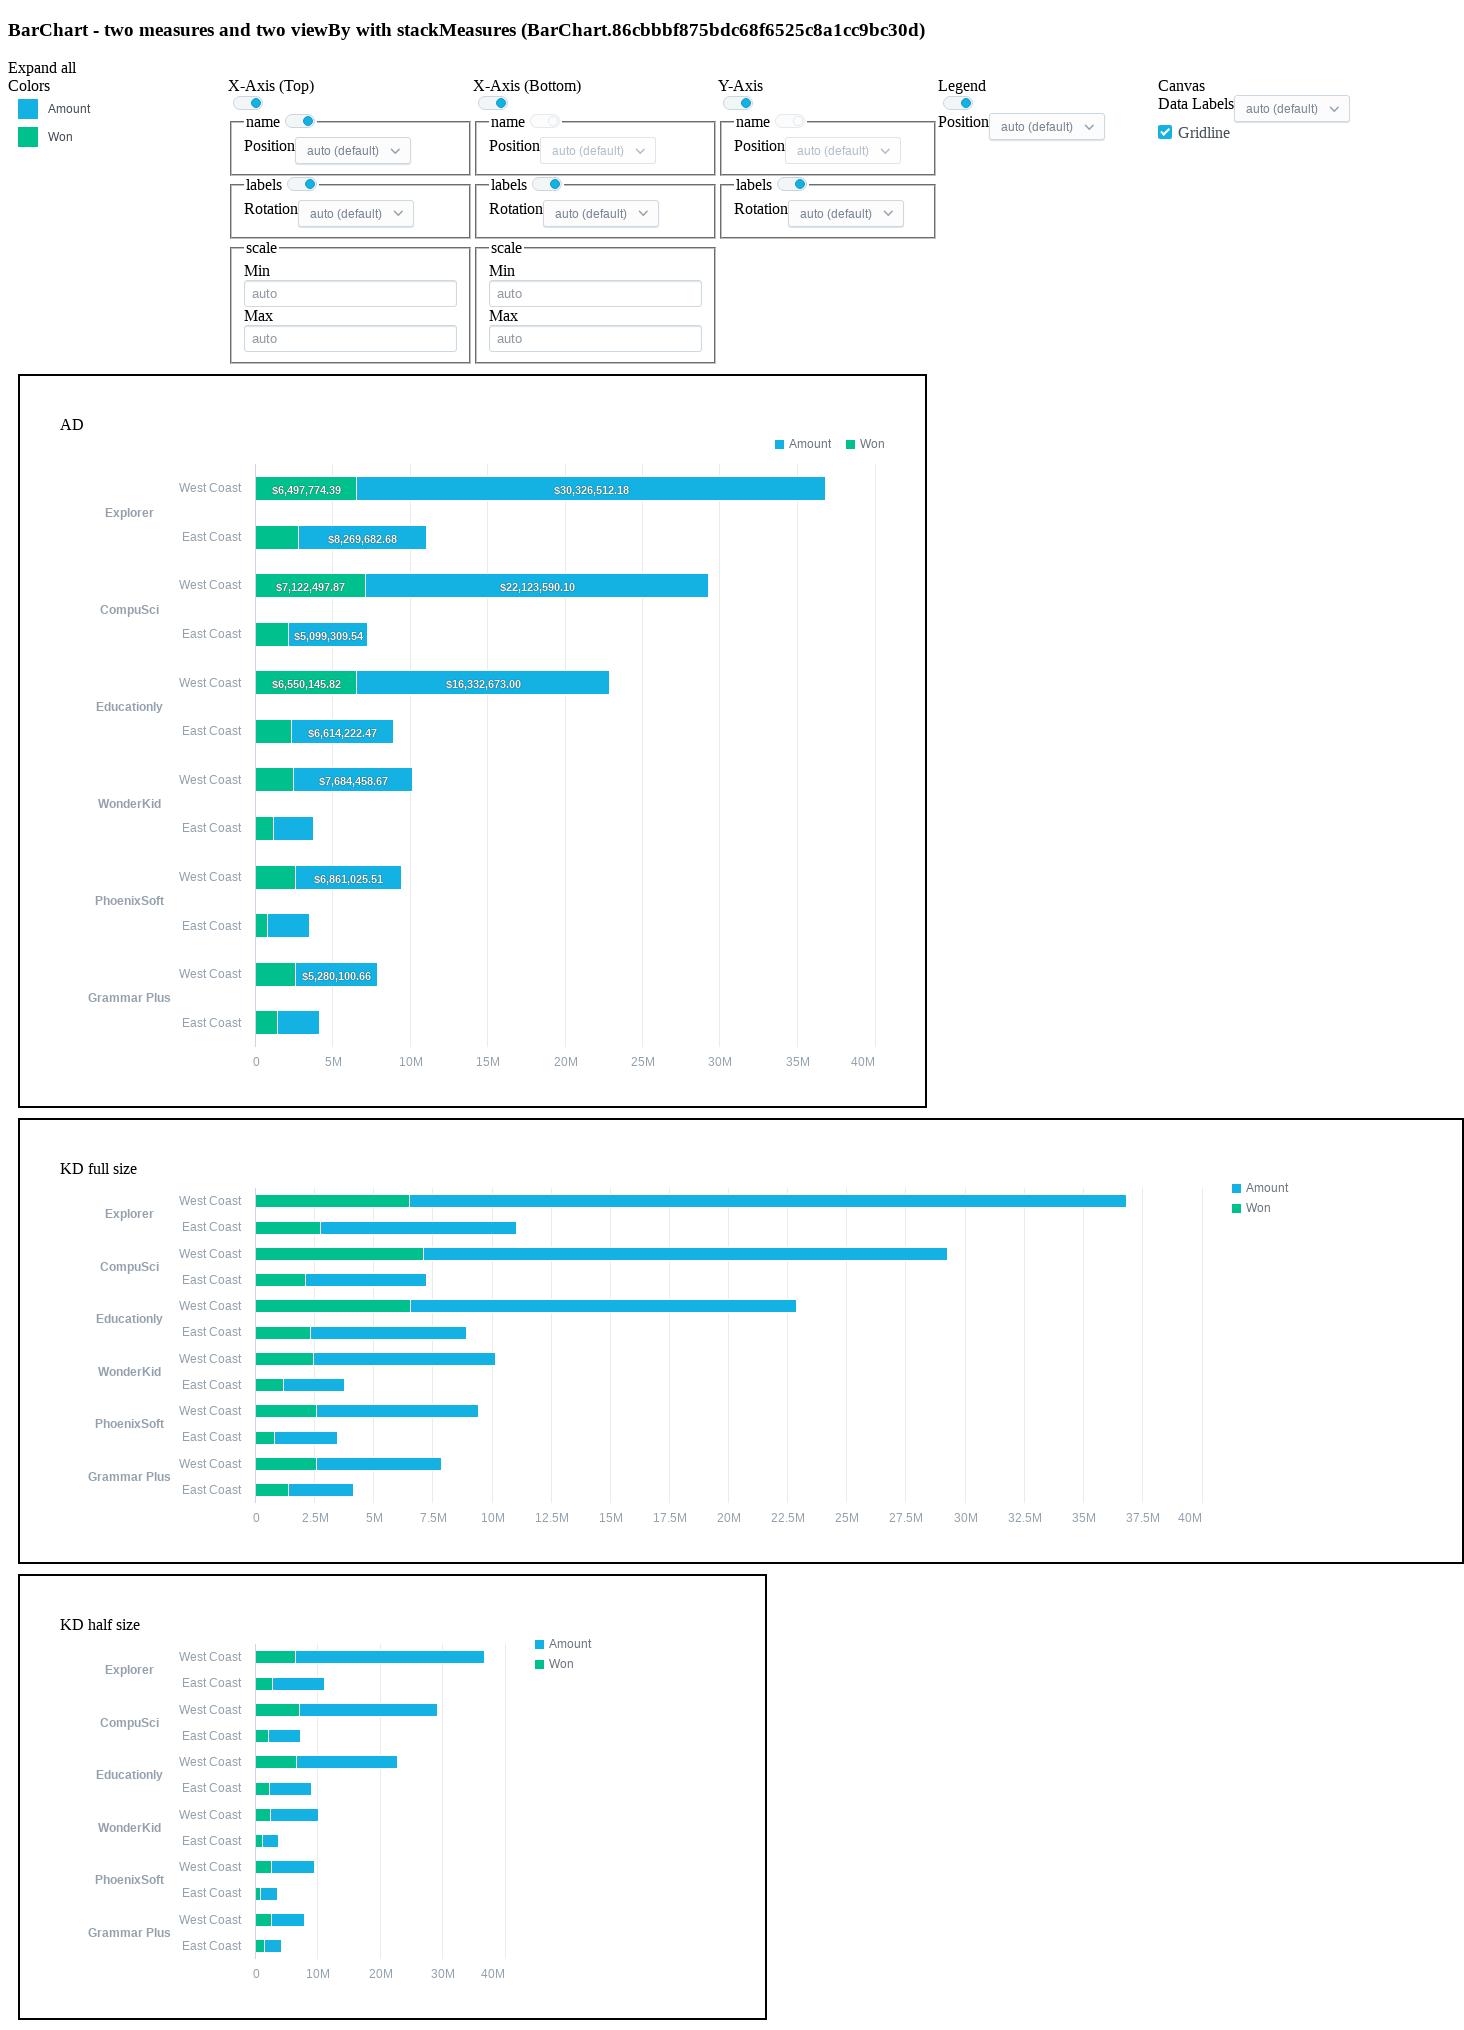 BarChart - two measures and two viewBy with stackMeasures (BarChart.86cbbbf875bdc68f6525c8a1cc9bc30d)
Expand all
Colors
Amount
Won
X-Axis (Top)
name
Position auto (default)
labels
Rotation auto (default)
scale
Min
auto
Max
auto
X-Axis (Bottom)
name
Position auto (default)
labels
Rotation auto (default)
scale
Min
auto
Max
auto
Y-Axis
name
Position auto (default)
labels
Rotation auto (default)
Legend
Position auto (default)
Canvas
Data Labels auto (default)
Gridline
AD
Amount Won
West Coast $6,497,774.39 $30,326,512.18
Explorer
East Coast $8,269,682.68
West Coast $7,122,497.87 $22,123,590.10
CompuSci
East Coast $5,099,309.54
West Coast $6,550,145.82 $16,332,673.00
Educationly
East Coast $6,614,222.47
West Coast $7,684,458.67
WonderKid
East Coast
West Coast $6,861,025.51
PhoenixSoft
East Coast
West Coast $5,280,100.66
Grammar Plus
East Coast
0 5M 10M 15M 20M 25M 30M 35M 40M
KD full size
Amount
Won
West Coast
Explorer
East Coast
West Coast
CompuSci
East Coast
West Coast
Educationly
East Coast
West Coast
WonderKid
East Coast
West Coast
PhoenixSoft
East Coast
West Coast
Grammar Plus
East Coast
0 2.5M 5M 7.5M 10M 12.5M 15M 17.5M 20M 22.5M 25M 27.5M 30M 32.5M 35M 37.5M 40M
KD half size
Amount
Won
West Coast
Explorer
East Coast
West Coast
CompuSci
East Coast
West Coast
Educationly
East Coast
West Coast
WonderKid
East Coast
West Coast
PhoenixSoft
East Coast
West Coast
Grammar Plus
East Coast
0 10M 20M 30M 40M